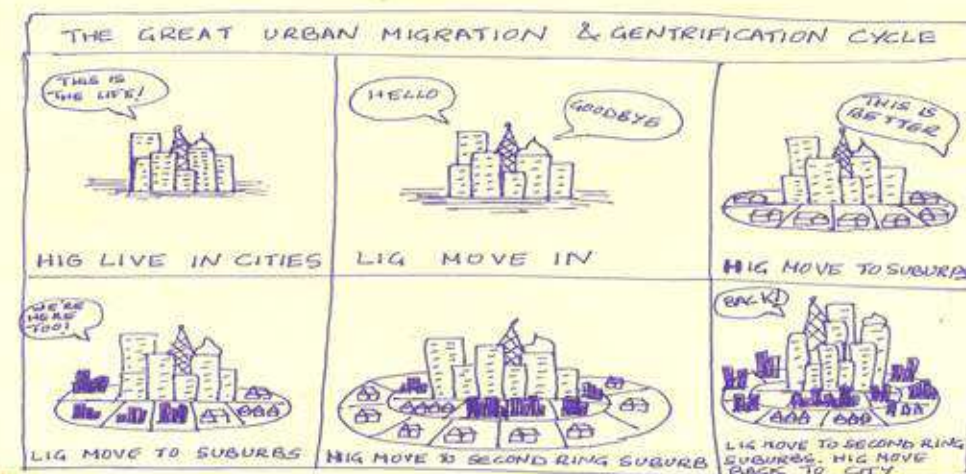 THE GREAT URBAN MIGRATION & GENTRIFICATION CYCLE
THIS IS
THE LIFE!
HIG LIVE IN CITIES
HELLO
GOODBYE
LIG MOVE IN
THIS IS
BETTER
HIG MOVE TO SUBURBS
WE'RE
HERE
TOO!
LIG MOVE TO SUBURBS
HIG MOVE TO SECOND RING SUBURB
BACK!
LIG MOVE TO SECOND RING
SUBURBS. HIG MOVE
BACK TO